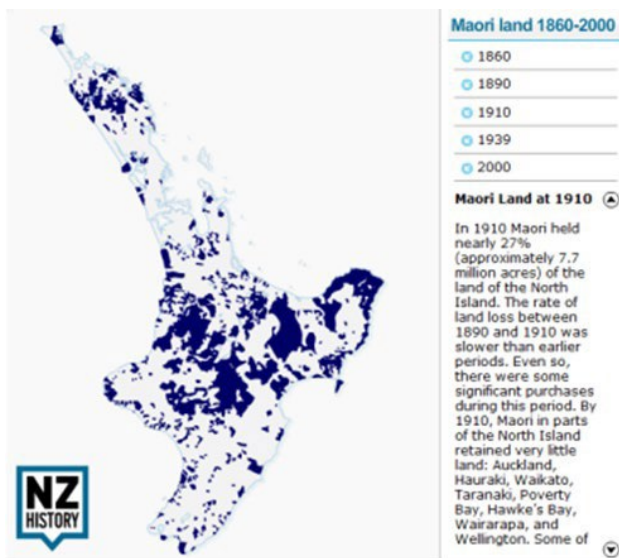 Maori land 1860-2000
1860
1890
1910
1939
2000
Maori Land at 1910
In 1910 Maori held
nearly 27%
(approximately 7.7
million acres) of the
land of the North
Island. The rate of
land loss between
1890 and 1910 was
slower than earlier
periods. Even so,
there were some
significant purchases
during this period. By
1910, Maori in parts
of the North Island
retained very little
land: Auckland,
Hauraki, Waikato,
Taranaki, Poverty
Bay, Hawke's Bay,
Wairarapa, and
Wellington. Some of
NZ
HISTORY